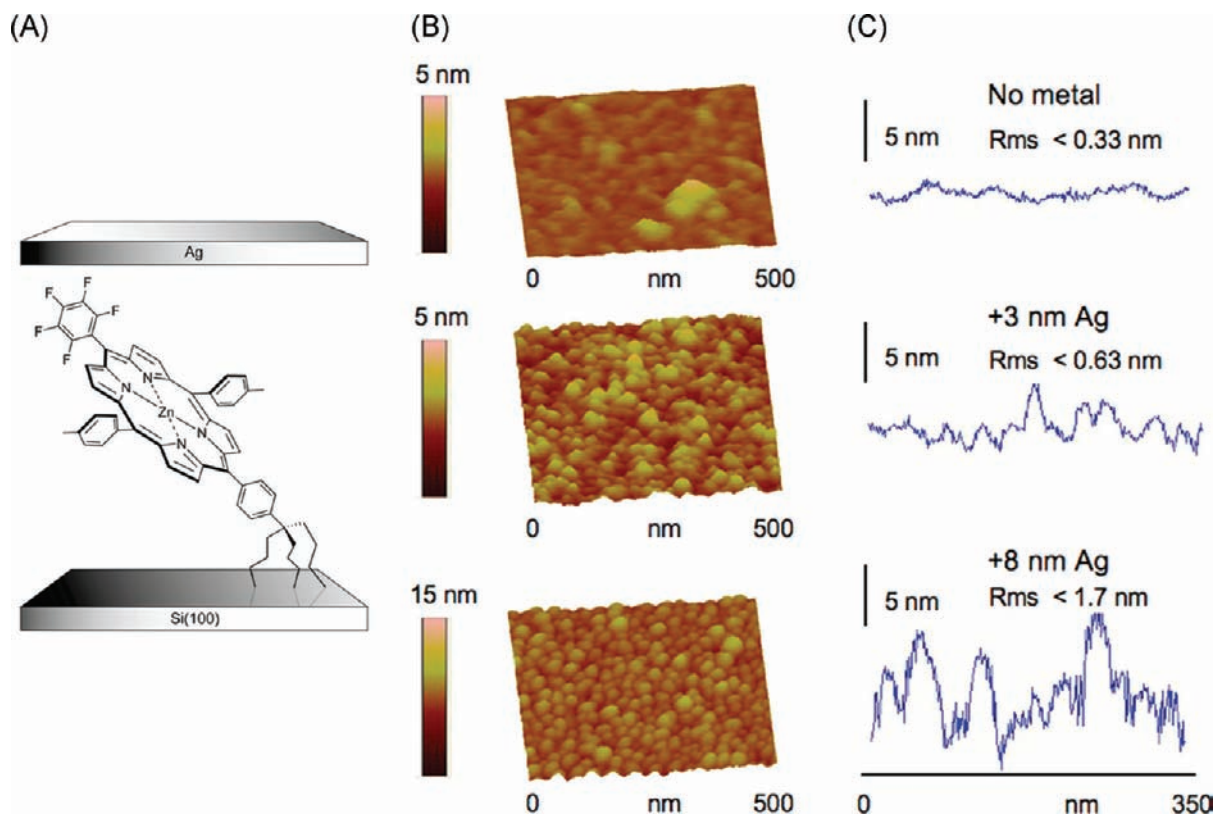 (A)
Ag
F
F
F
F
F
N
N
Zn
N
N
Si(100)
(B)
5 nm
0 nm 500
5 nm
0 nm 500
15 nm
0 nm 500
(C)
No metal
5 nm Rms < 0.33 nm
+3 nm Ag
5 nm Rms < 0.63 nm
+8 nm Ag
5 nm Rms < 1.7 nm
0 nm 350